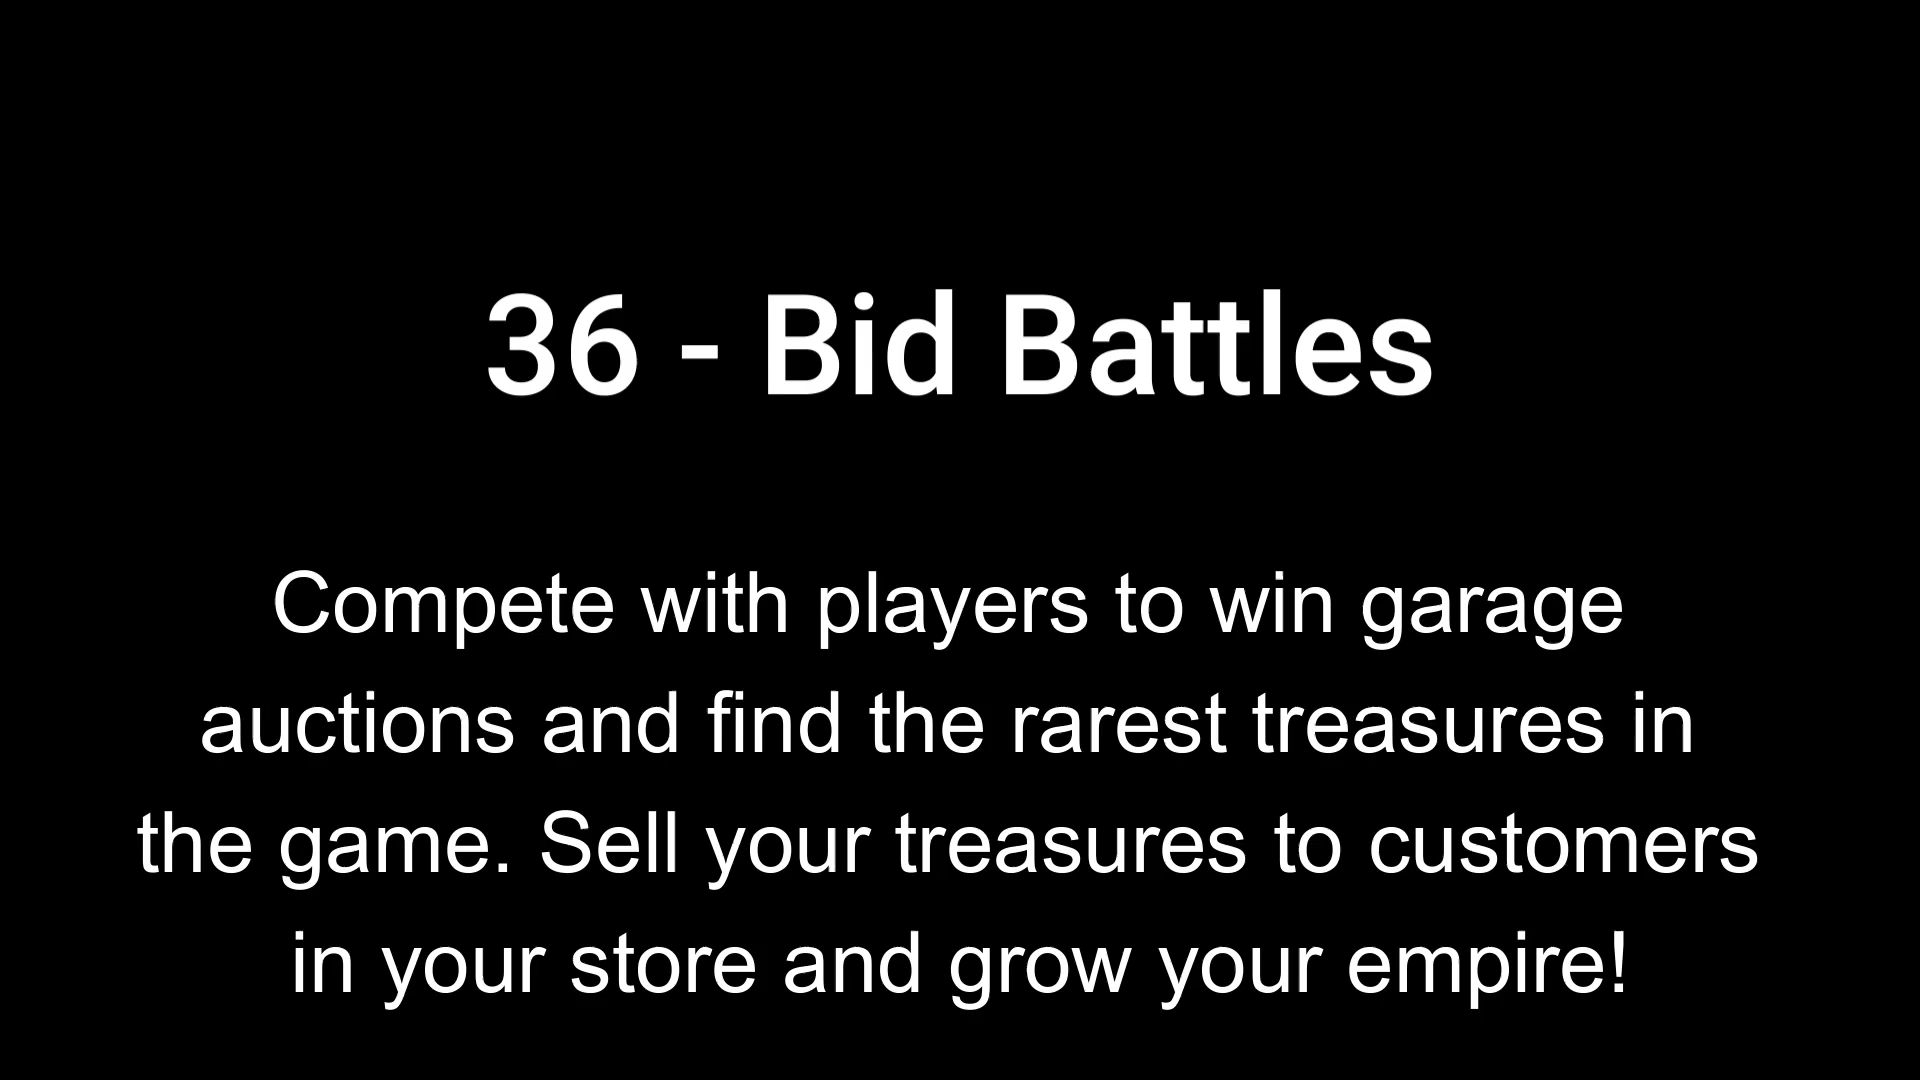 36 - Bid Battles
Compete with players to win garage
auctions and find the rarest treasures in
the game. Sell your treasures to customers
in your store and grow your empire!